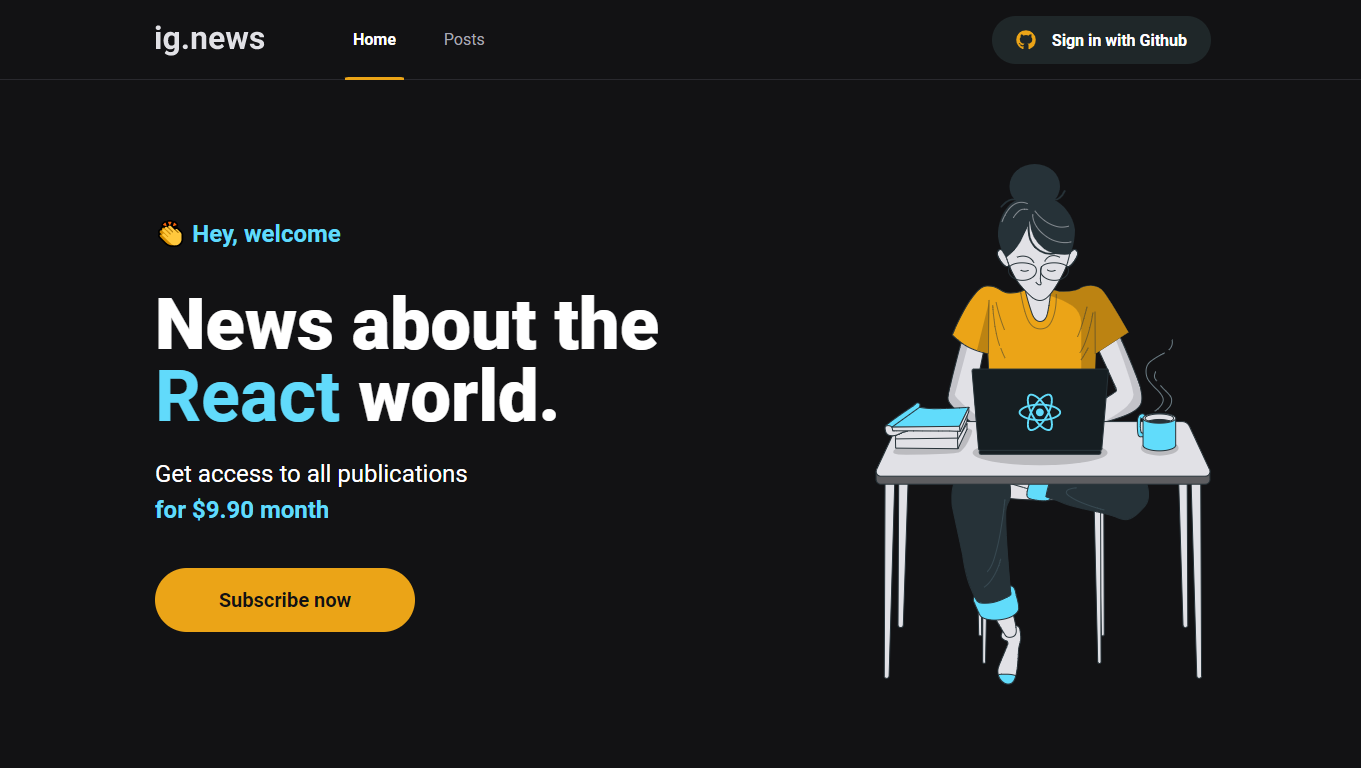 ig.news
Home
Posts
Sign in with Github
👏 Hey, welcome
News about the
React world.
Get access to all publications
for $9.90 month
Subscribe now